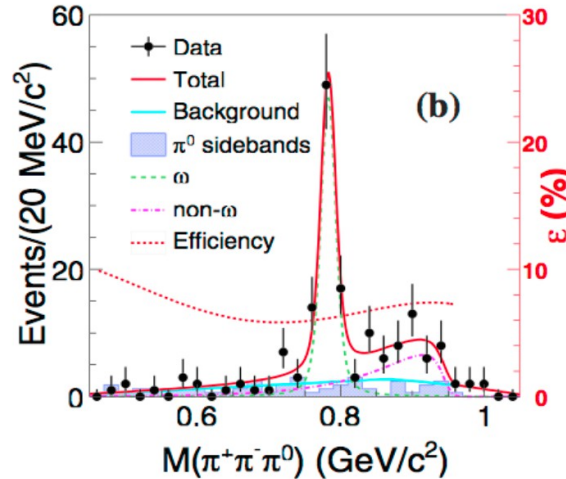 60
40
20
0
Events/(20 MeV/c²)
Data
Total
Background
π⁰ sidebands
ω
non-ω
Efficiency
(b)
30
20
10
0
ε (%)
0.6 0.8 1
M(π⁺π⁻π⁰) (GeV/c²)